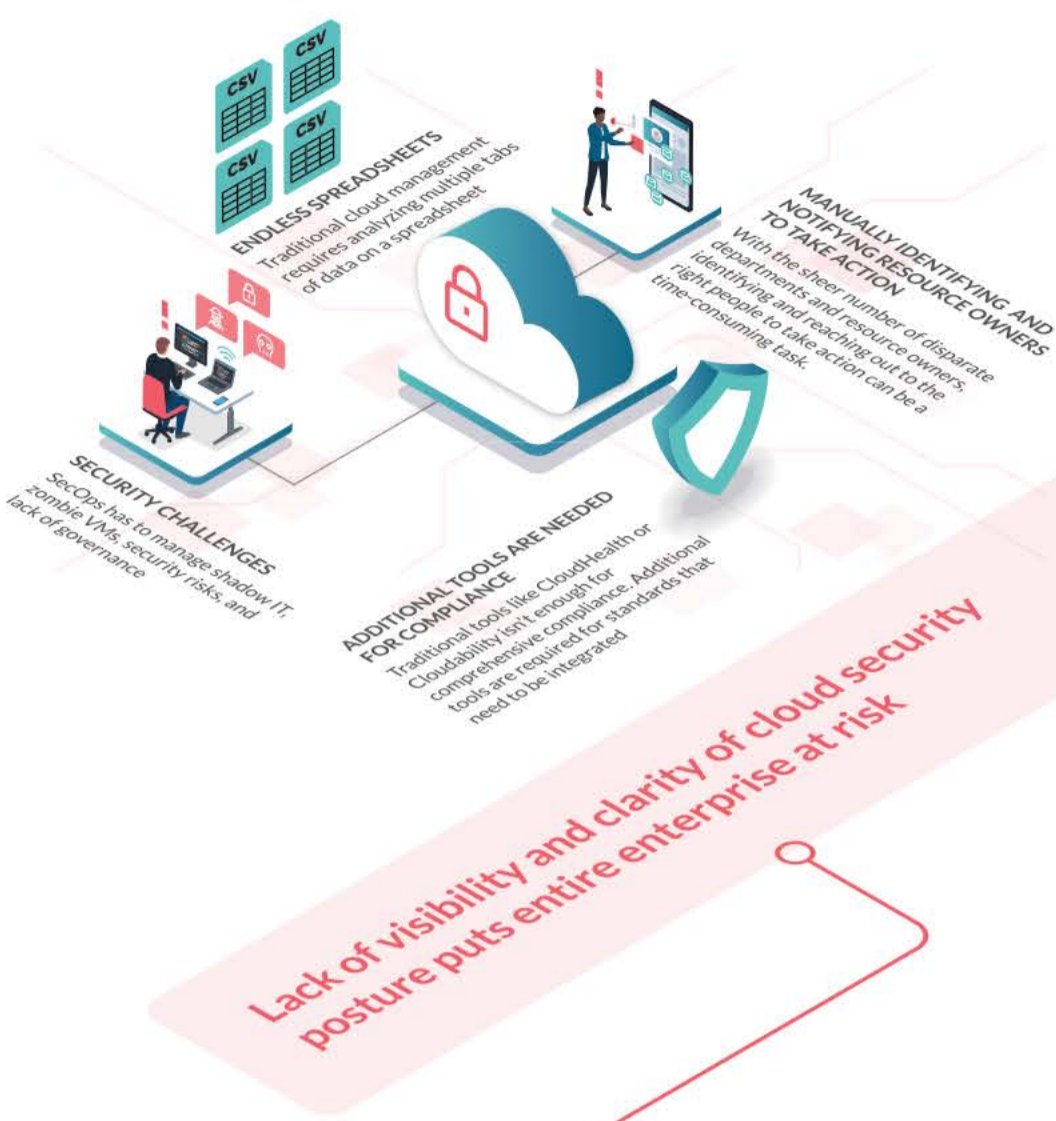 CSV
CSV
CSV
CSV
ENDLESS SPREADSHEETS
Traditional cloud management
requires analyzing multiple tabs
of data on a spreadsheet
MANUALLY IDENTIFYING AND
NOTIFYING RESOURCE OWNERS
TO TAKE ACTION
With the sheer number of disparate
departments and resource owners,
identifying and reaching out to the
right people to take action can be a
time-consuming task.
SECURITY CHALLENGES
SecOps has to manage shadow IT,
zombie VMs, security risks, and
lack of governance
ADDITIONAL TOOLS ARE NEEDED
FOR COMPLIANCE
Traditional tools like CloudHealth or
Cloudability isn't enough for
comprehensive compliance. Additional
tools are required for standards that
need to be integrated
Lack of visibility and clarity of cloud security
posture puts entire enterprise at risk